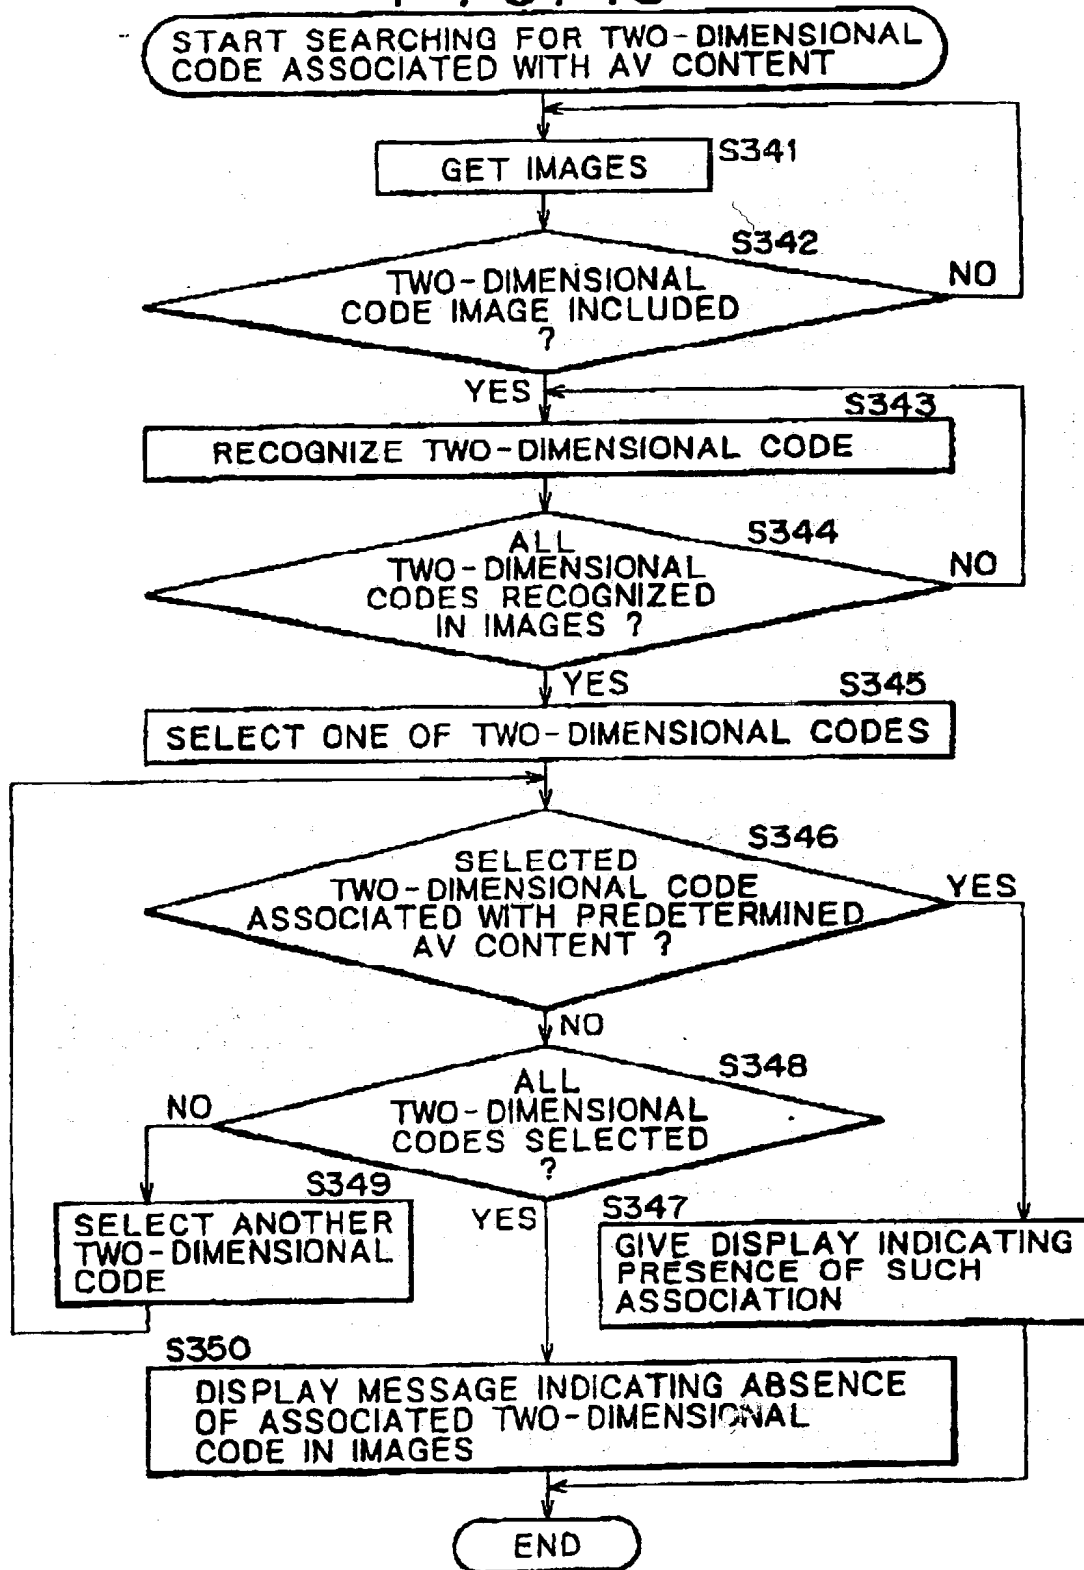 START SEARCHING FOR TWO-DIMENSIONAL
CODE ASSOCIATED WITH AV CONTENT
GET IMAGES
S341
S342
TWO-DIMENSIONAL
CODE IMAGE INCLUDED
?
NO
YES
S343
RECOGNIZE TWO-DIMENSIONAL CODE
S344
ALL
TWO-DIMENSIONAL
CODES RECOGNIZED
IN IMAGES ?
NO
YES
S345
SELECT ONE OF TWO-DIMENSIONAL CODES
S346
SELECTED
TWO-DIMENSIONAL CODE
ASSOCIATED WITH PREDETERMINED
AV CONTENT ?
YES
NO
S348
ALL
TWO-DIMENSIONAL
CODES SELECTED
?
NO
YES
S349
SELECT ANOTHER
TWO-DIMENSIONAL
CODE
S347
GIVE DISPLAY INDICATING
PRESENCE OF SUCH
ASSOCIATION
S350
DISPLAY MESSAGE INDICATING ABSENCE
OF ASSOCIATED TWO-DIMENSIONAL
CODE IN IMAGES
END